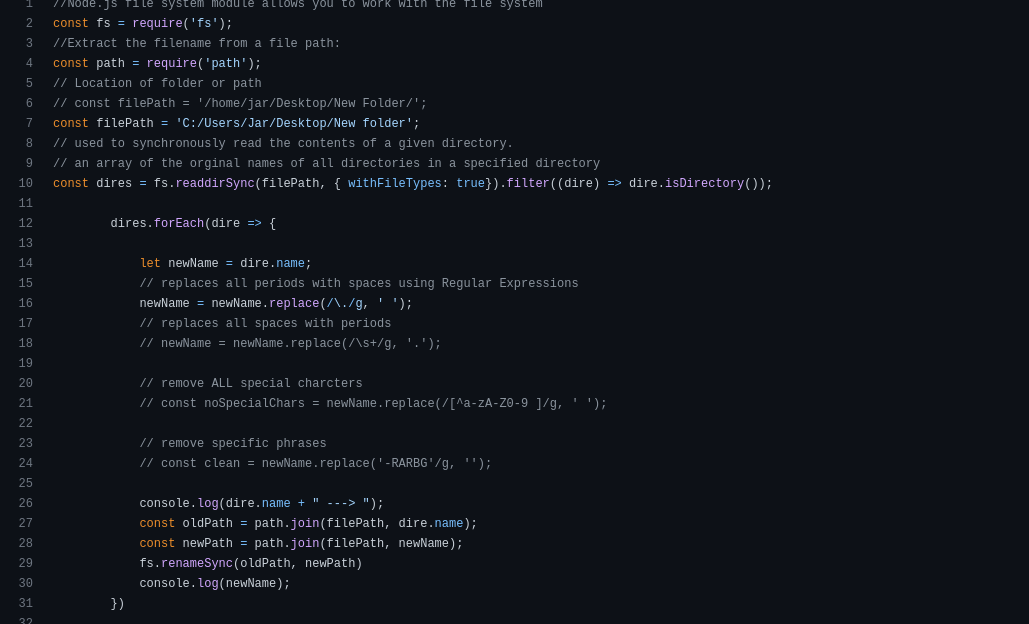 1 //Node.js file system module allows you to work with the file system
2 const fs = require('fs');
3 //Extract the filename from a file path:
4 const path = require('path');
5 // Location of folder or path
6 // const filePath = '/home/jar/Desktop/New Folder/';
7 const filePath = 'C:/Users/Jar/Desktop/New folder';
8 // used to synchronously read the contents of a given directory.
9 // an array of the orginal names of all directories in a specified directory
10 const dires = fs.readdirSync(filePath, { withFileTypes: true}).filter((dire) => dire.isDirectory());
11
12 dires.forEach(dire => {
13
14 let newName = dire.name;
15 // replaces all periods with spaces using Regular Expressions
16 newName = newName.replace(/\./g, ' ');
17 // replaces all spaces with periods
18 // newName = newName.replace(/\s+/g, '.');
19
20 // remove ALL special charcters
21 // const noSpecialChars = newName.replace(/[^a-zA-Z0-9 ]/g, ' ');
22
23 // remove specific phrases
24 // const clean = newName.replace('-RARBG'/g, '');
25
26 console.log(dire.name + " ---> ");
27 const oldPath = path.join(filePath, dire.name);
28 const newPath = path.join(filePath, newName);
29 fs.renameSync(oldPath, newPath)
30 console.log(newName);
31 })
32